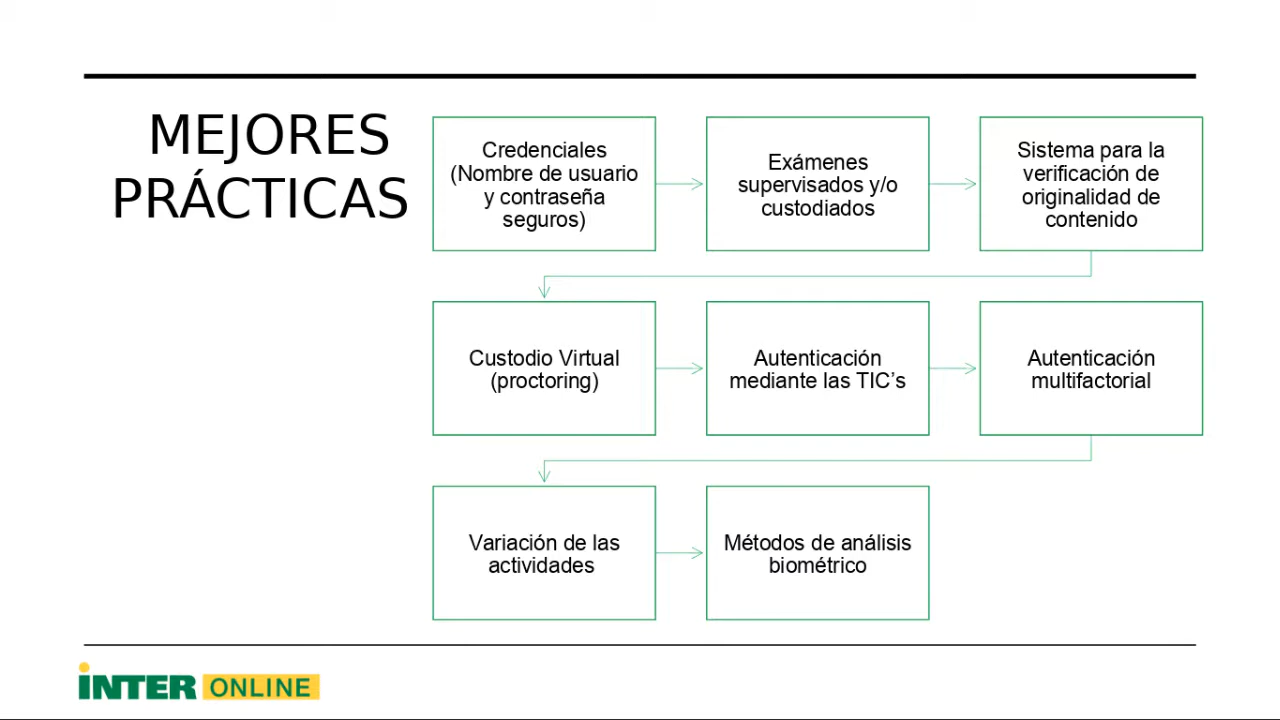 MEJORES
PRÁCTICAS
Credenciales
(Nombre de usuario
y contraseña
seguros)
Exámenes
supervisados y/o
custodiados
Sistema para la
verificación de
originalidad de
contenido
Custodio Virtual
(proctoring)
Autenticación
mediante las TIC’s
Autenticación
multifactorial
Variación de las
actividades
Métodos de análisis
biométrico
iNTER ONLINE